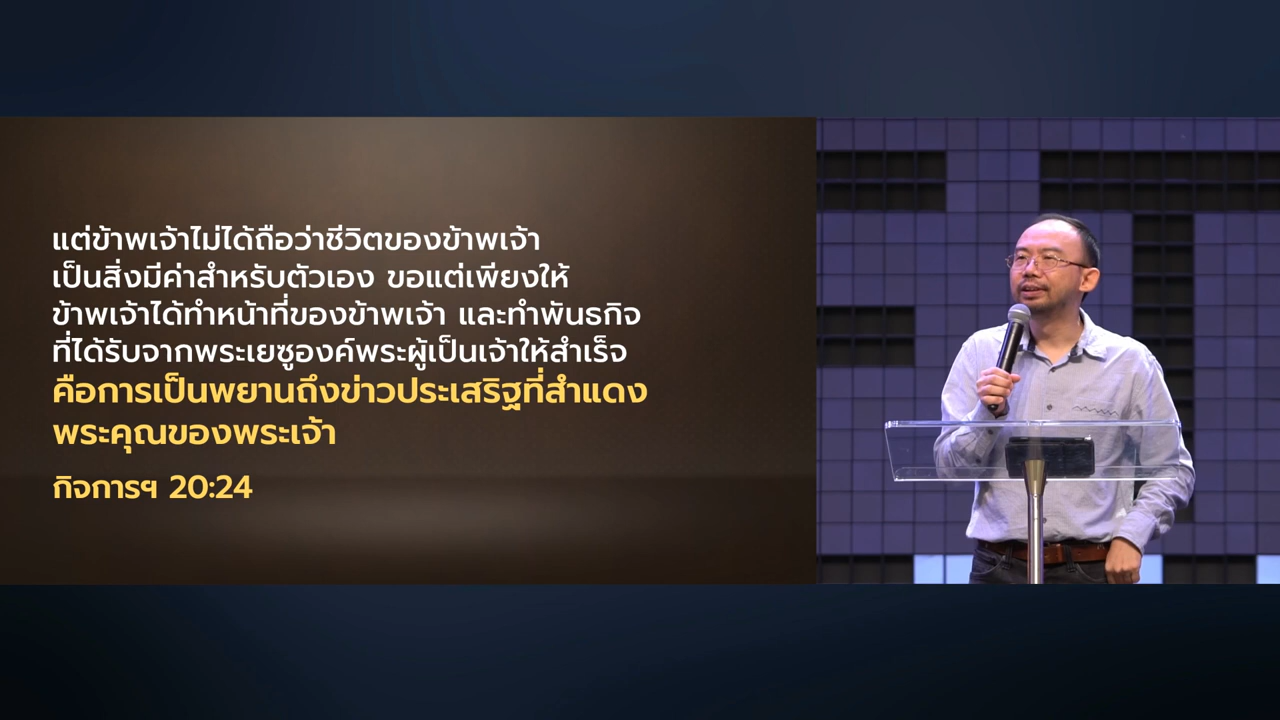 แต่ข้าพเจ้าไม่ได้ถือว่าชีวิตของข้าพเจ้า
เป็นสิ่งมีค่าสำหรับตัวเอง ขอแต่เพียงให้
ข้าพเจ้าได้ทำหน้าที่ของข้าพเจ้า และทำพันธกิจ
ที่ได้รับจากพระเยซูองค์พระผู้เป็นเจ้าให้สำเร็จ
คือการเป็นพยานถึงข่าวประเสริฐที่สำแดง
พระคุณของพระเจ้า
กิจการฯ 20:24